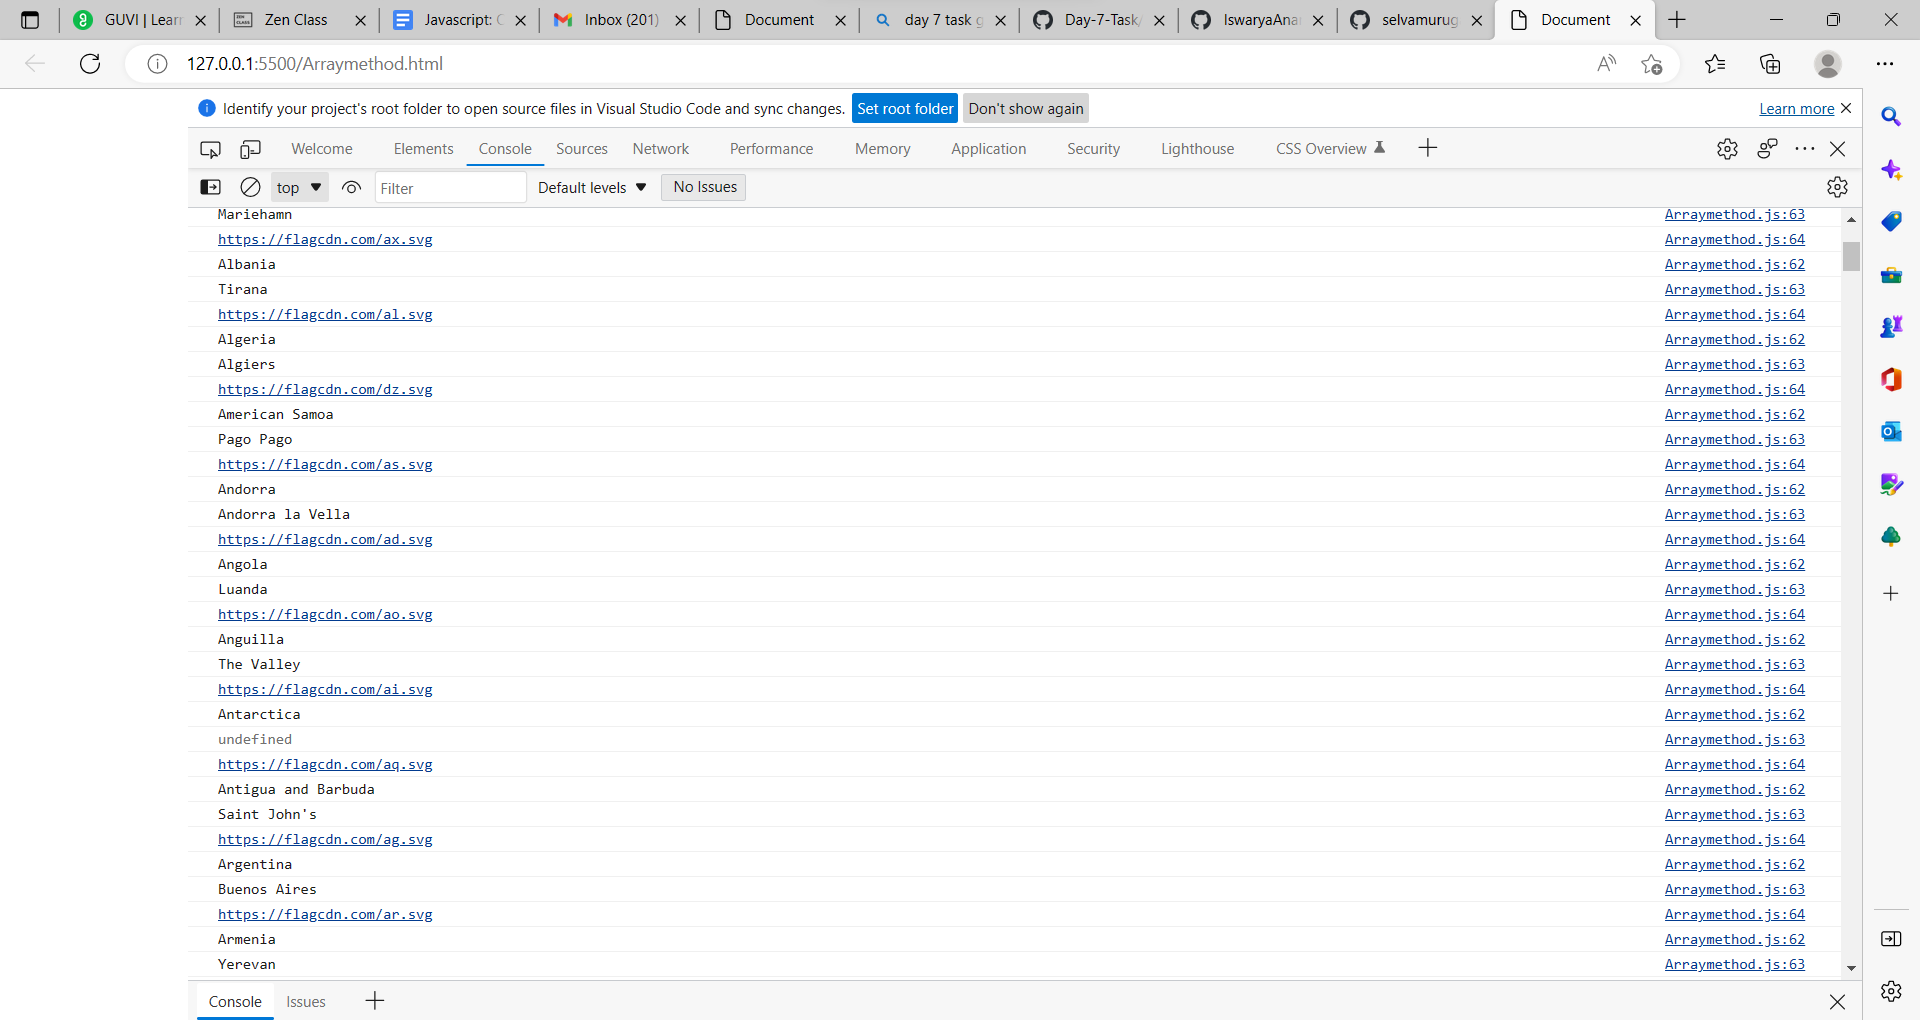 GUVI | Lear
Zen Class
Javascript: C
Inbox (201)
Document
day 7 task g
Day-7-Task/
IswaryaAnan
selvamurug
Document
127.0.0.1:5500/Arraymethod.html
Identify your project's root folder to open source files in Visual Studio Code and sync changes. Set root folder Don't show again Learn more
Welcome Elements Console Sources Network Performance Memory Application Security Lighthouse CSS Overview
top Filter Default levels No Issues
Mariehamn Arraymethod.js:63
https://flagcdn.com/ax.svg Arraymethod.js:64
Albania Arraymethod.js:62
Tirana Arraymethod.js:63
https://flagcdn.com/al.svg Arraymethod.js:64
Algeria Arraymethod.js:62
Algiers Arraymethod.js:63
https://flagcdn.com/dz.svg Arraymethod.js:64
American Samoa Arraymethod.js:62
Pago Pago Arraymethod.js:63
https://flagcdn.com/as.svg Arraymethod.js:64
Andorra Arraymethod.js:62
Andorra la Vella Arraymethod.js:63
https://flagcdn.com/ad.svg Arraymethod.js:64
Angola Arraymethod.js:62
Luanda Arraymethod.js:63
https://flagcdn.com/ao.svg Arraymethod.js:64
Anguilla Arraymethod.js:62
The Valley Arraymethod.js:63
https://flagcdn.com/ai.svg Arraymethod.js:64
Antarctica Arraymethod.js:62
undefined Arraymethod.js:63
https://flagcdn.com/aq.svg Arraymethod.js:64
Antigua and Barbuda Arraymethod.js:62
Saint John's Arraymethod.js:63
https://flagcdn.com/ag.svg Arraymethod.js:64
Argentina Arraymethod.js:62
Buenos Aires Arraymethod.js:63
https://flagcdn.com/ar.svg Arraymethod.js:64
Armenia Arraymethod.js:62
Yerevan Arraymethod.js:63
Console Issues